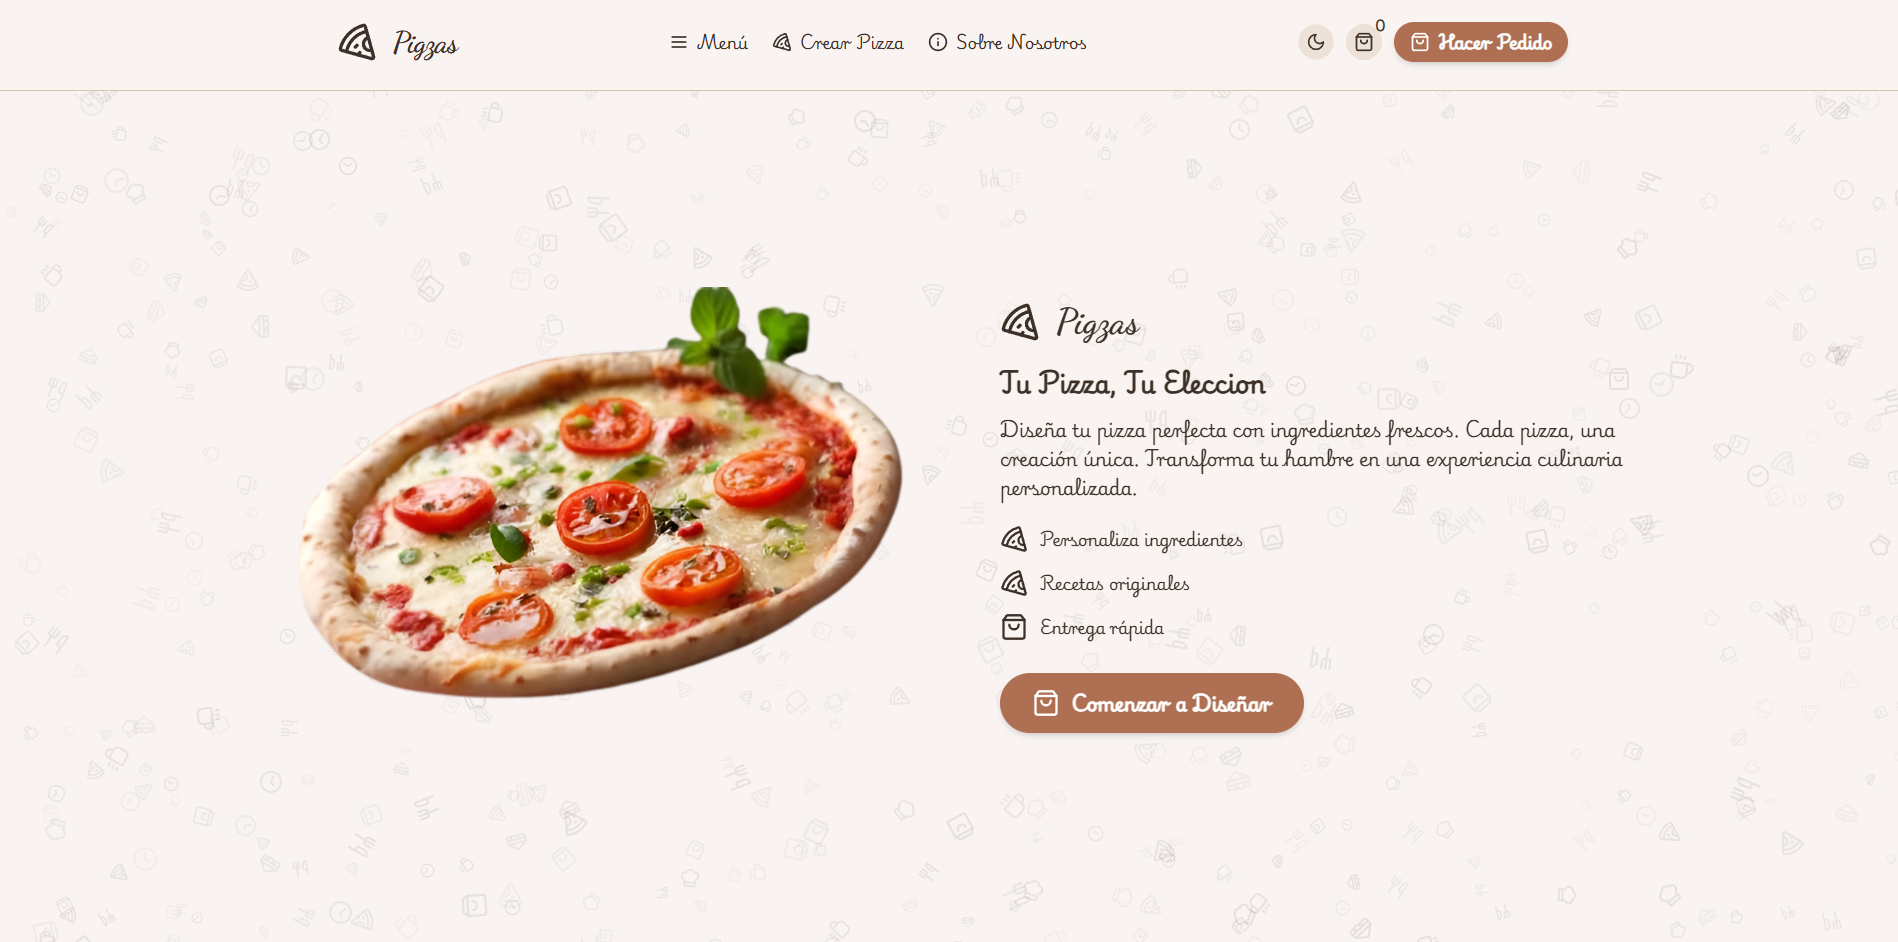 Pigzas
Menú
Crear Pizza
Sobre Nosotros
0
Hacer Pedido
Pigzas
Tu Pizza, Tu Eleccion
Diseña tu pizza perfecta con ingredientes frescos. Cada pizza, una
creación única. Transforma tu hambre en una experiencia culinaria
personalizada.
Personaliza ingredientes
Recetas originales
Entrega rápida
Comenzar a Diseñar